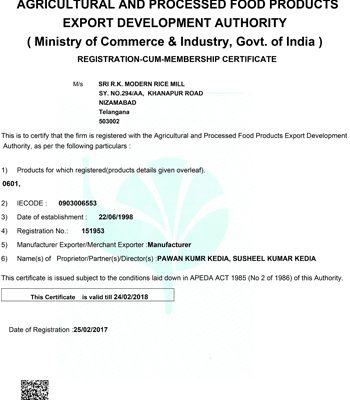 AGRICULTURAL AND PROCESSED FOOD PRODUCTS
EXPORT DEVELOPMENT AUTHORITY
( Ministry of Commerce & Industry, Govt. of India )
REGISTRATION-CUM-MEMBERSHIP CERTIFICATE
M/s SRI R.K. MODERN RICE MILL
SY. NO.294/AA, KHANAPUR ROAD
NIZAMABAD
Telangana
503002
This is to certify that the firm is registered with the Agricultural and Processed Food Products Export Development
Authority, as per the following particulars :
1) Products for which registered(products details given overleaf).
0601,
2) IECODE : 0903006553
3) Date of establishment : 22/06/1998
4) Registration No.: 151953
5) Manufacturer Exporter/Merchant Exporter :Manufacturer
6) Name(s) of Proprietor/Partner(s)/Director(s) :PAWAN KUMR KEDIA, SUSHEEL KUMAR KEDIA
This certificate is issued subject to the conditions laid down in APEDA ACT 1985 (No 2 of 1986) of this Authority.
This Certificate is valid till 24/02/2018
Date of Registration :25/02/2017